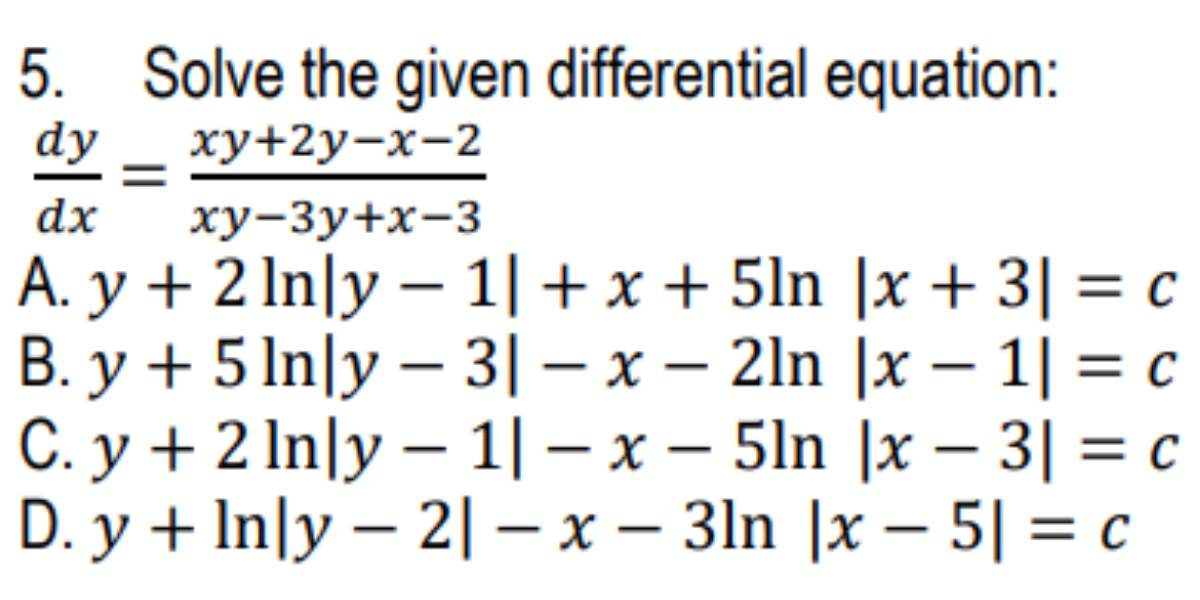 5. Solve the given differential equation:
dy/dx = xy+2y−x−2/xy−3y+x−3
A. y + 2 ln|y − 1| + x + 5ln |x + 3| = c
B. y + 5 ln|y − 3| − x − 2ln |x − 1| = c
C. y + 2 ln|y − 1| − x − 5ln |x − 3| = c
D. y + ln|y − 2| − x − 3ln |x − 5| = c